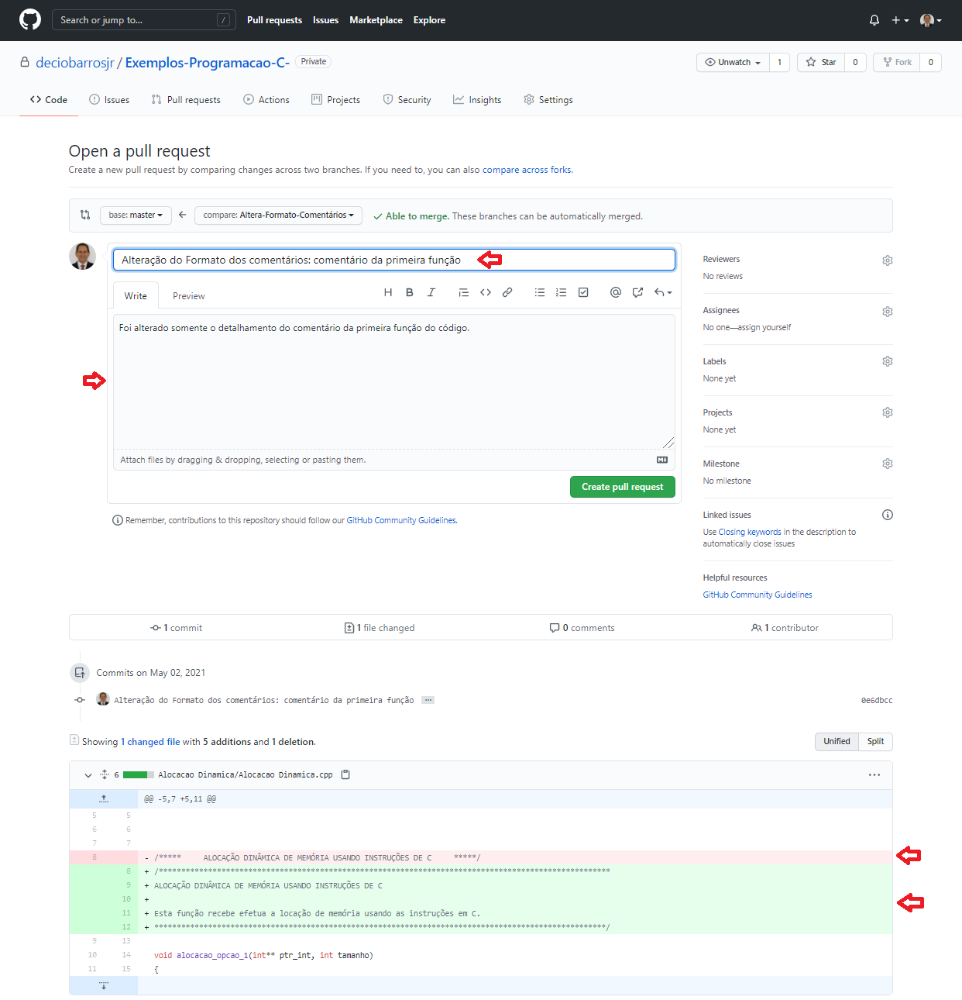 Search or jump to... /
Pull requests Issues Marketplace Explore
deciobarrosjr / Exemplos-Programacao-C- Private
Unwatch 1 Star 0 Fork 0
Code Issues Pull requests Actions Projects Security Insights Settings
Open a pull request
Create a new pull request by comparing changes across two branches. If you need to, you can also compare across forks.
base: master compare: Altera-Formato-Comentários Able to merge. These branches can be automatically merged.
Alteração do Formato dos comentários: comentário da primeira função
Write Preview
Foi alterado somente o detalhamento do comentário da primeira função do código.
Attach files by dragging & dropping, selecting or pasting them.
Create pull request
Remember, contributions to this repository should follow our GitHub Community Guidelines.
Reviewers
No reviews
Assignees
No one—assign yourself
Labels
None yet
Projects
None yet
Milestone
No milestone
Linked issues
Use Closing keywords in the description to
automatically close issues
Helpful resources
GitHub Community Guidelines
1 commit 1 file changed 0 comments 1 contributor
Commits on May 02, 2021
Alteração do Formato dos comentários: comentário da primeira função ... 0e6dbcc
Showing 1 changed file with 5 additions and 1 deletion.
Unified Split
6 Alocacao Dinamica/Alocacao Dinamica.cpp
@@ -5,7 +5,11 @@
5 5
6 6
7 7
8 - /***** ALOCAÇÃO DINÂMICA DE MEMÓRIA USANDO INSTRUÇÕES DE C *****/
8 + /****************************************************************************************************
9 + ALOCAÇÃO DINÂMICA DE MEMÓRIA USANDO INSTRUÇÕES DE C
10 +
11 + Esta função recebe efetua a locação de memória usando as instruções em C.
12 + ****************************************************************************************************/
9 13
10 14 void alocacao_opcao_1(int** ptr_int, int tamanho)
11 15 {